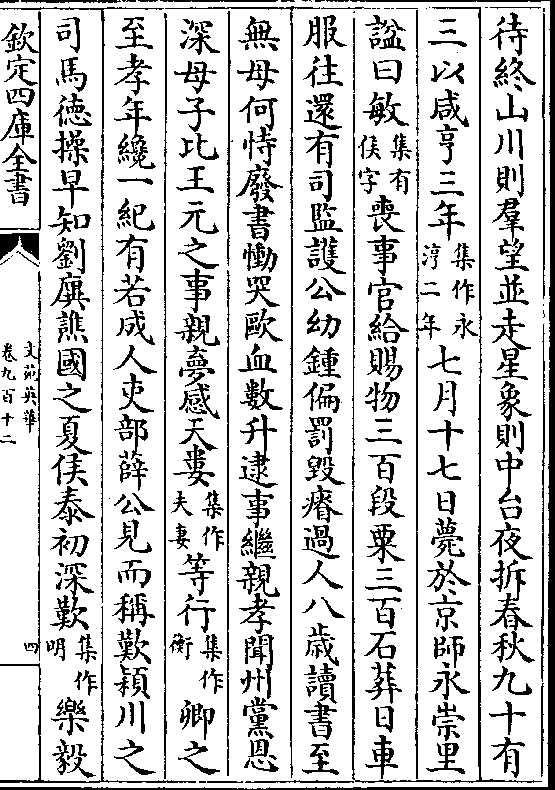 待終山川則羣望並走星象則中台夜拆春秋九十有
三以咸亨三年集作永淳二年七月十七日薨於京師永崇里
諡曰敏集有侯字喪事官給賜物三百段粟三百石葬日車
服往還有司監護公幼鍾偏罰毀瘠過人八歲讀書至
無母何恃廢書慟哭歐血數升逮事繼親孝聞州黨恩
深母子比王元之事親夢感天妻集作夫妻等行集作衡卿之
至孝年纔一紀有若成人吏部薛公見而稱歎潁川之
司馬德操早知劉廙譙國之夏侯泰初深歎集作明樂毅
欽定四庫全書
文苑英華
卷九百十二
四